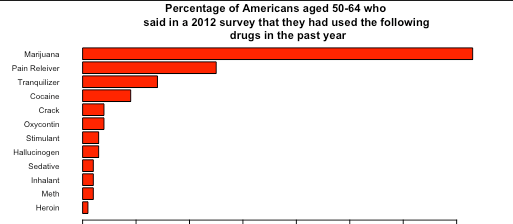 Percentage of Americans aged 50-64 who
said in a 2012 survey that they had used the following
drugs in the past year
Marijuana
Pain Releiver
Tranquilizer
Cocaine
Crack
Oxycontin
Stimulant
Hallucinogen
Sedative
Inhalant
Meth
Heroin